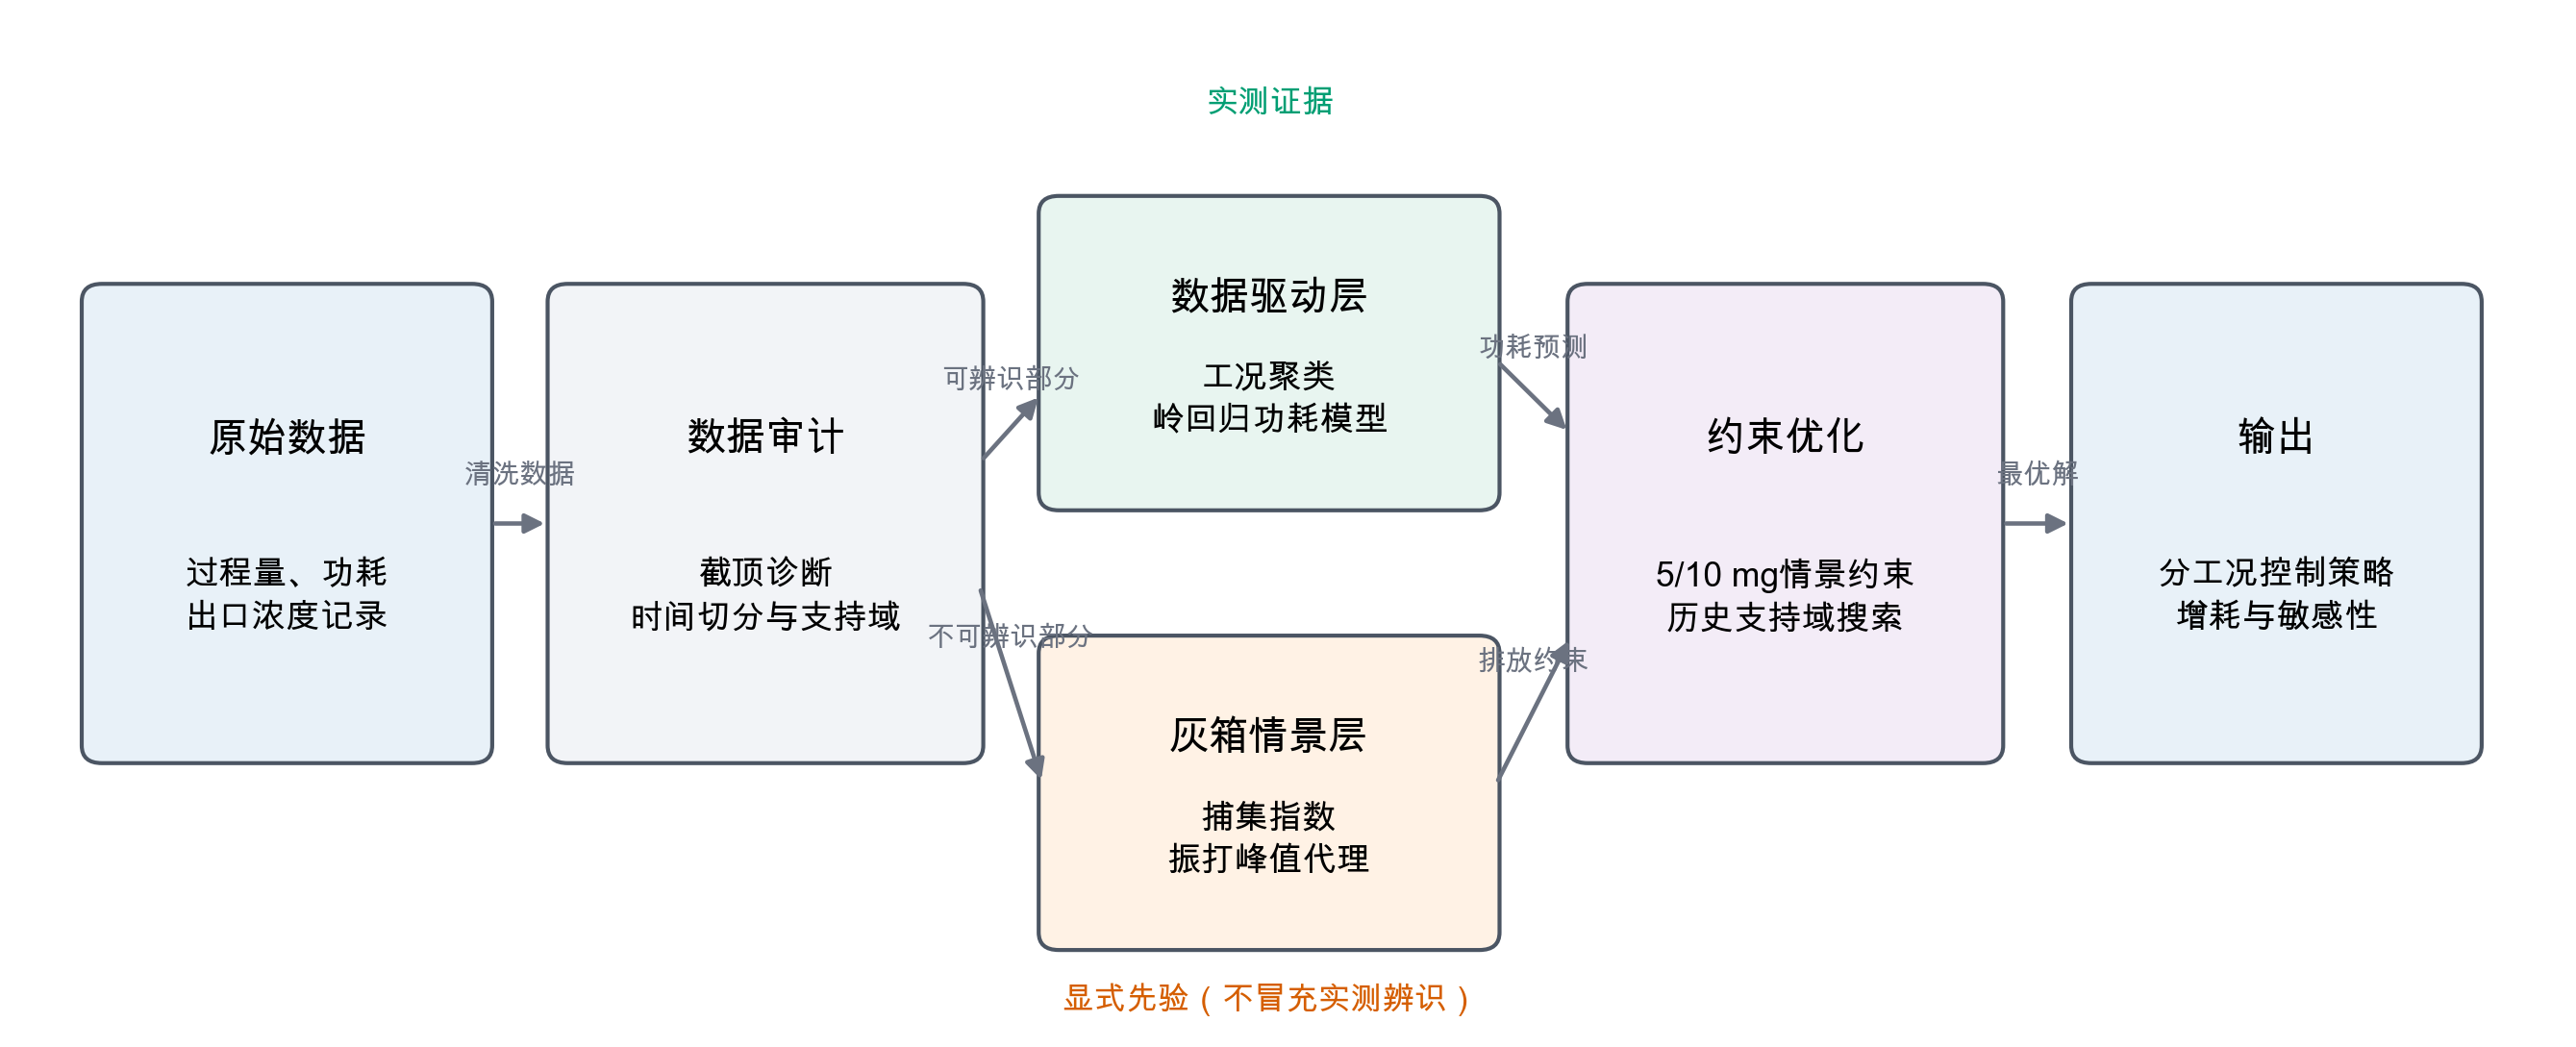 实测证据
原始数据
过程量、功耗
出口浓度记录
清洗数据
数据审计
截顶诊断
时间切分与支持域
可辨识部分
不可辨识部分
数据驱动层
工况聚类
岭回归功耗模型
灰箱情景层
捕集指数
振打峰值代理
功耗预测
排放约束
约束优化
5/10 mg情景约束
历史支持域搜索
最优解
输出
分工况控制策略
增耗与敏感性
显式先验（不冒充实测辨识）